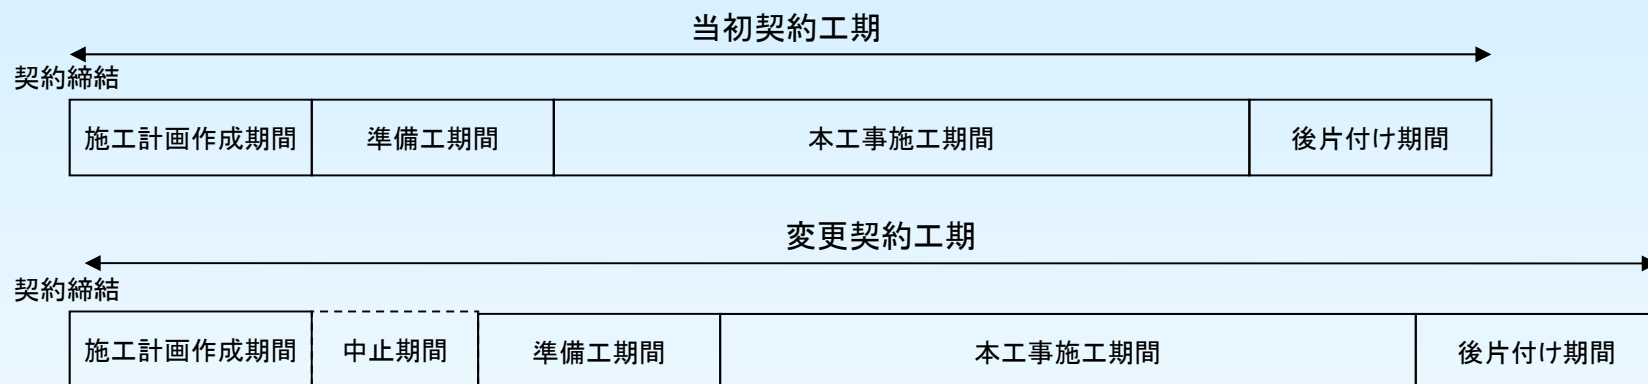 当初契約工期
契約締結
施工計画作成期間 準備工期間 本工事施工期間 後片付け期間
変更契約工期
契約締結
施工計画作成期間 中止期間 準備工期間 本工事施工期間 後片付け期間